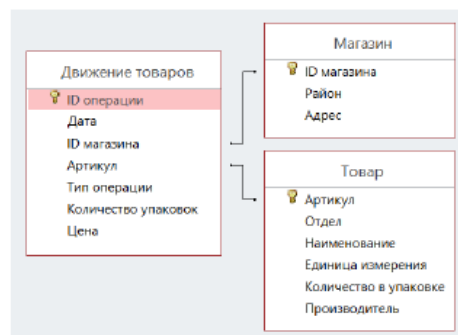 Движение товаров
ID операции
Дата
ID магазина
Артикул
Тип операции
Количество упаковок
Цена
Магазин
ID магазина
Район
Адрес
Товар
Артикул
Отдел
Наименование
Единица измерения
Количество в упаковке
Производитель